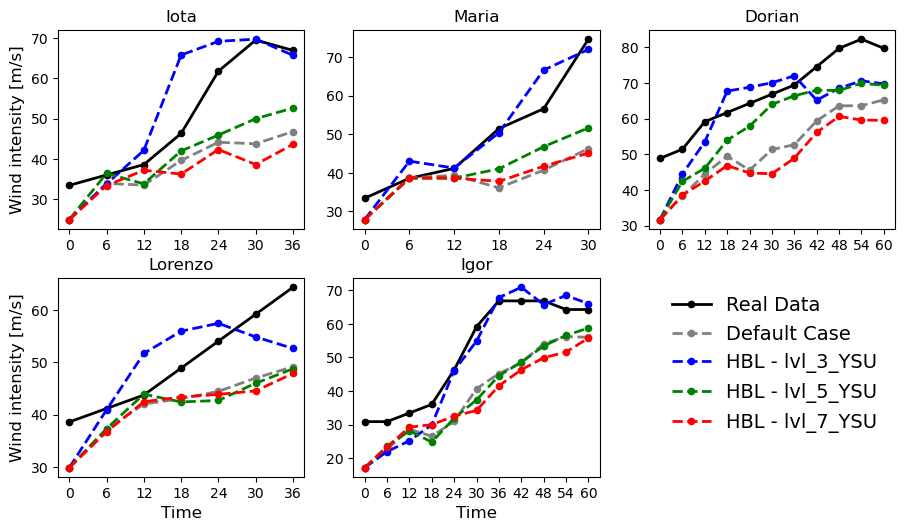 Iota
Maria
Dorian
Wind intensity [m/s]
70
60
50
40
30
0 6 12 18 24 30 36
70
60
50
40
30
0 6 12 18 24 30
80
70
60
50
40
30
0 6 12 18 24 30 36 42 48 54 60
Lorenzo
Igor
Wind intensity [m/s]
60
50
40
30
0 6 12 18 24 30 36
Time
70
60
50
40
30
20
0 6 12 18 24 30 36 42 48 54 60
Time
Real Data
Default Case
HBL - lvl_3_YSU
HBL - lvl_5_YSU
HBL - lvl_7_YSU